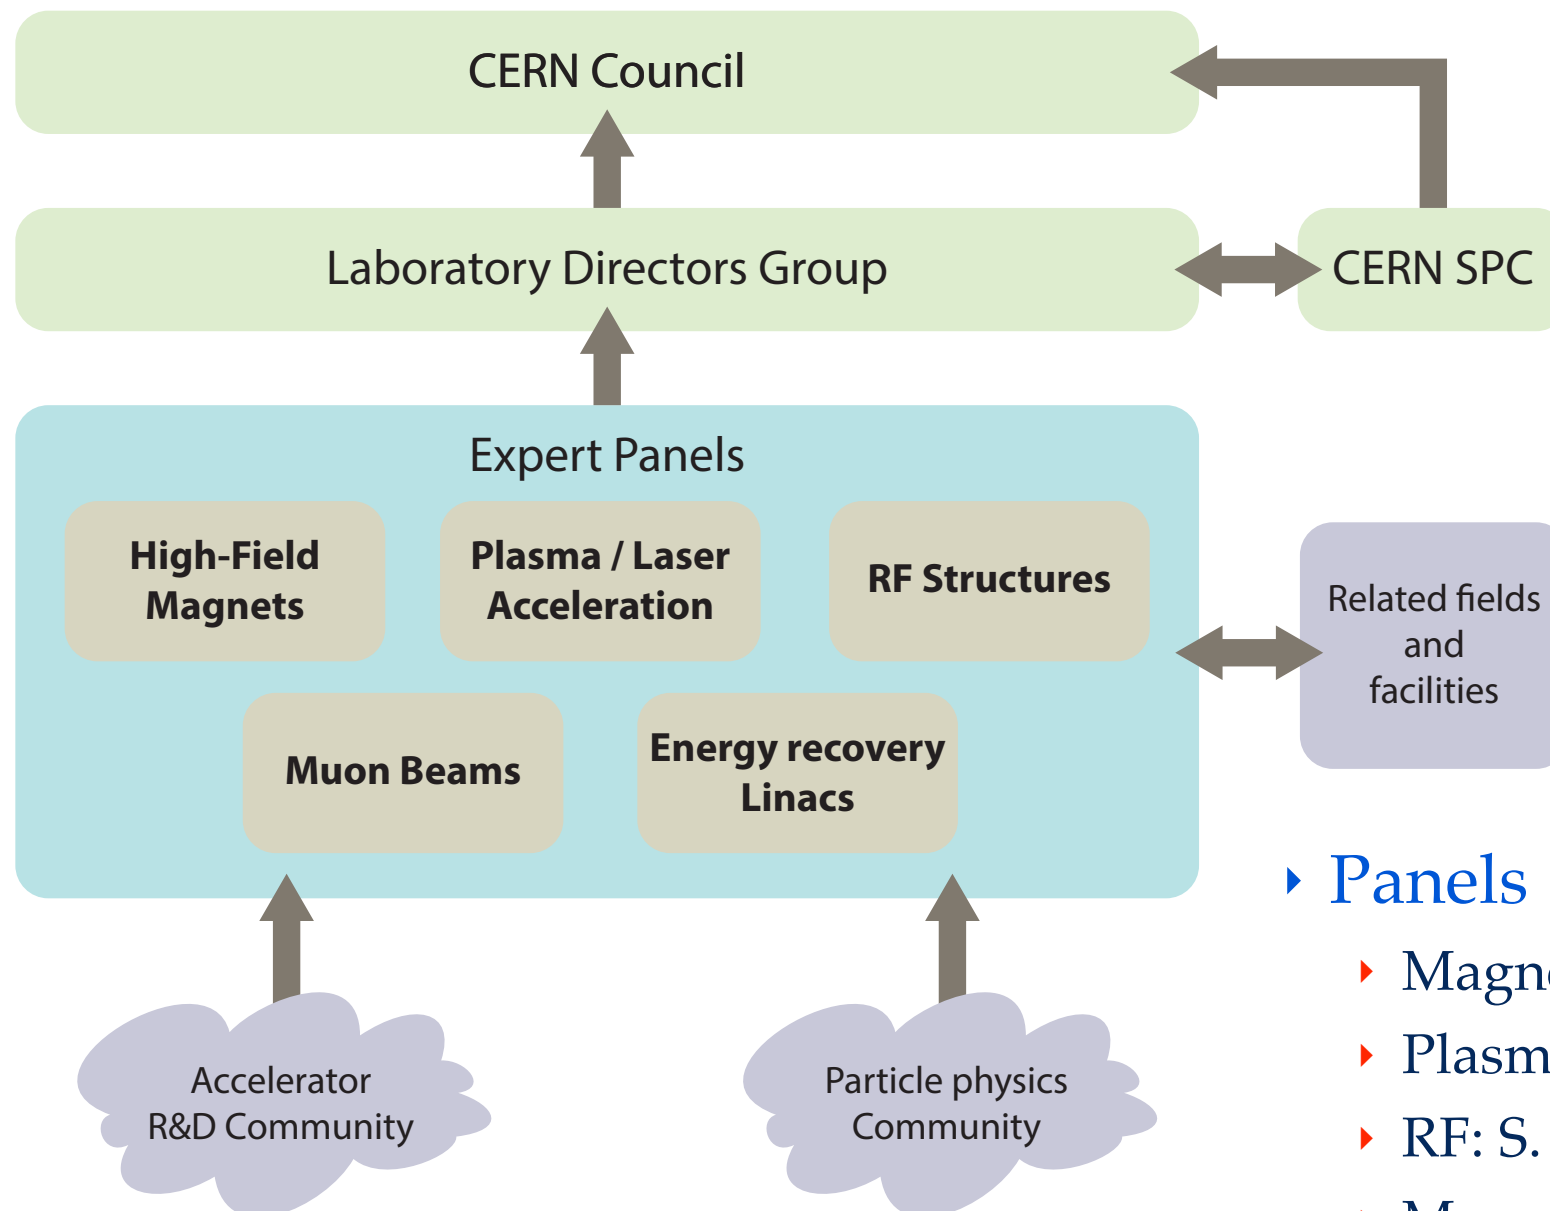 CERN Council
Laboratory Directors Group
CERN SPC
Expert Panels
High-Field
Magnets
Plasma / Laser
Acceleration
RF Structures
Muon Beams
Energy recovery
Linacs
Related fields
and
facilities
Accelerator
R&D Community
Particle physics
Community
Panels
RF: S.